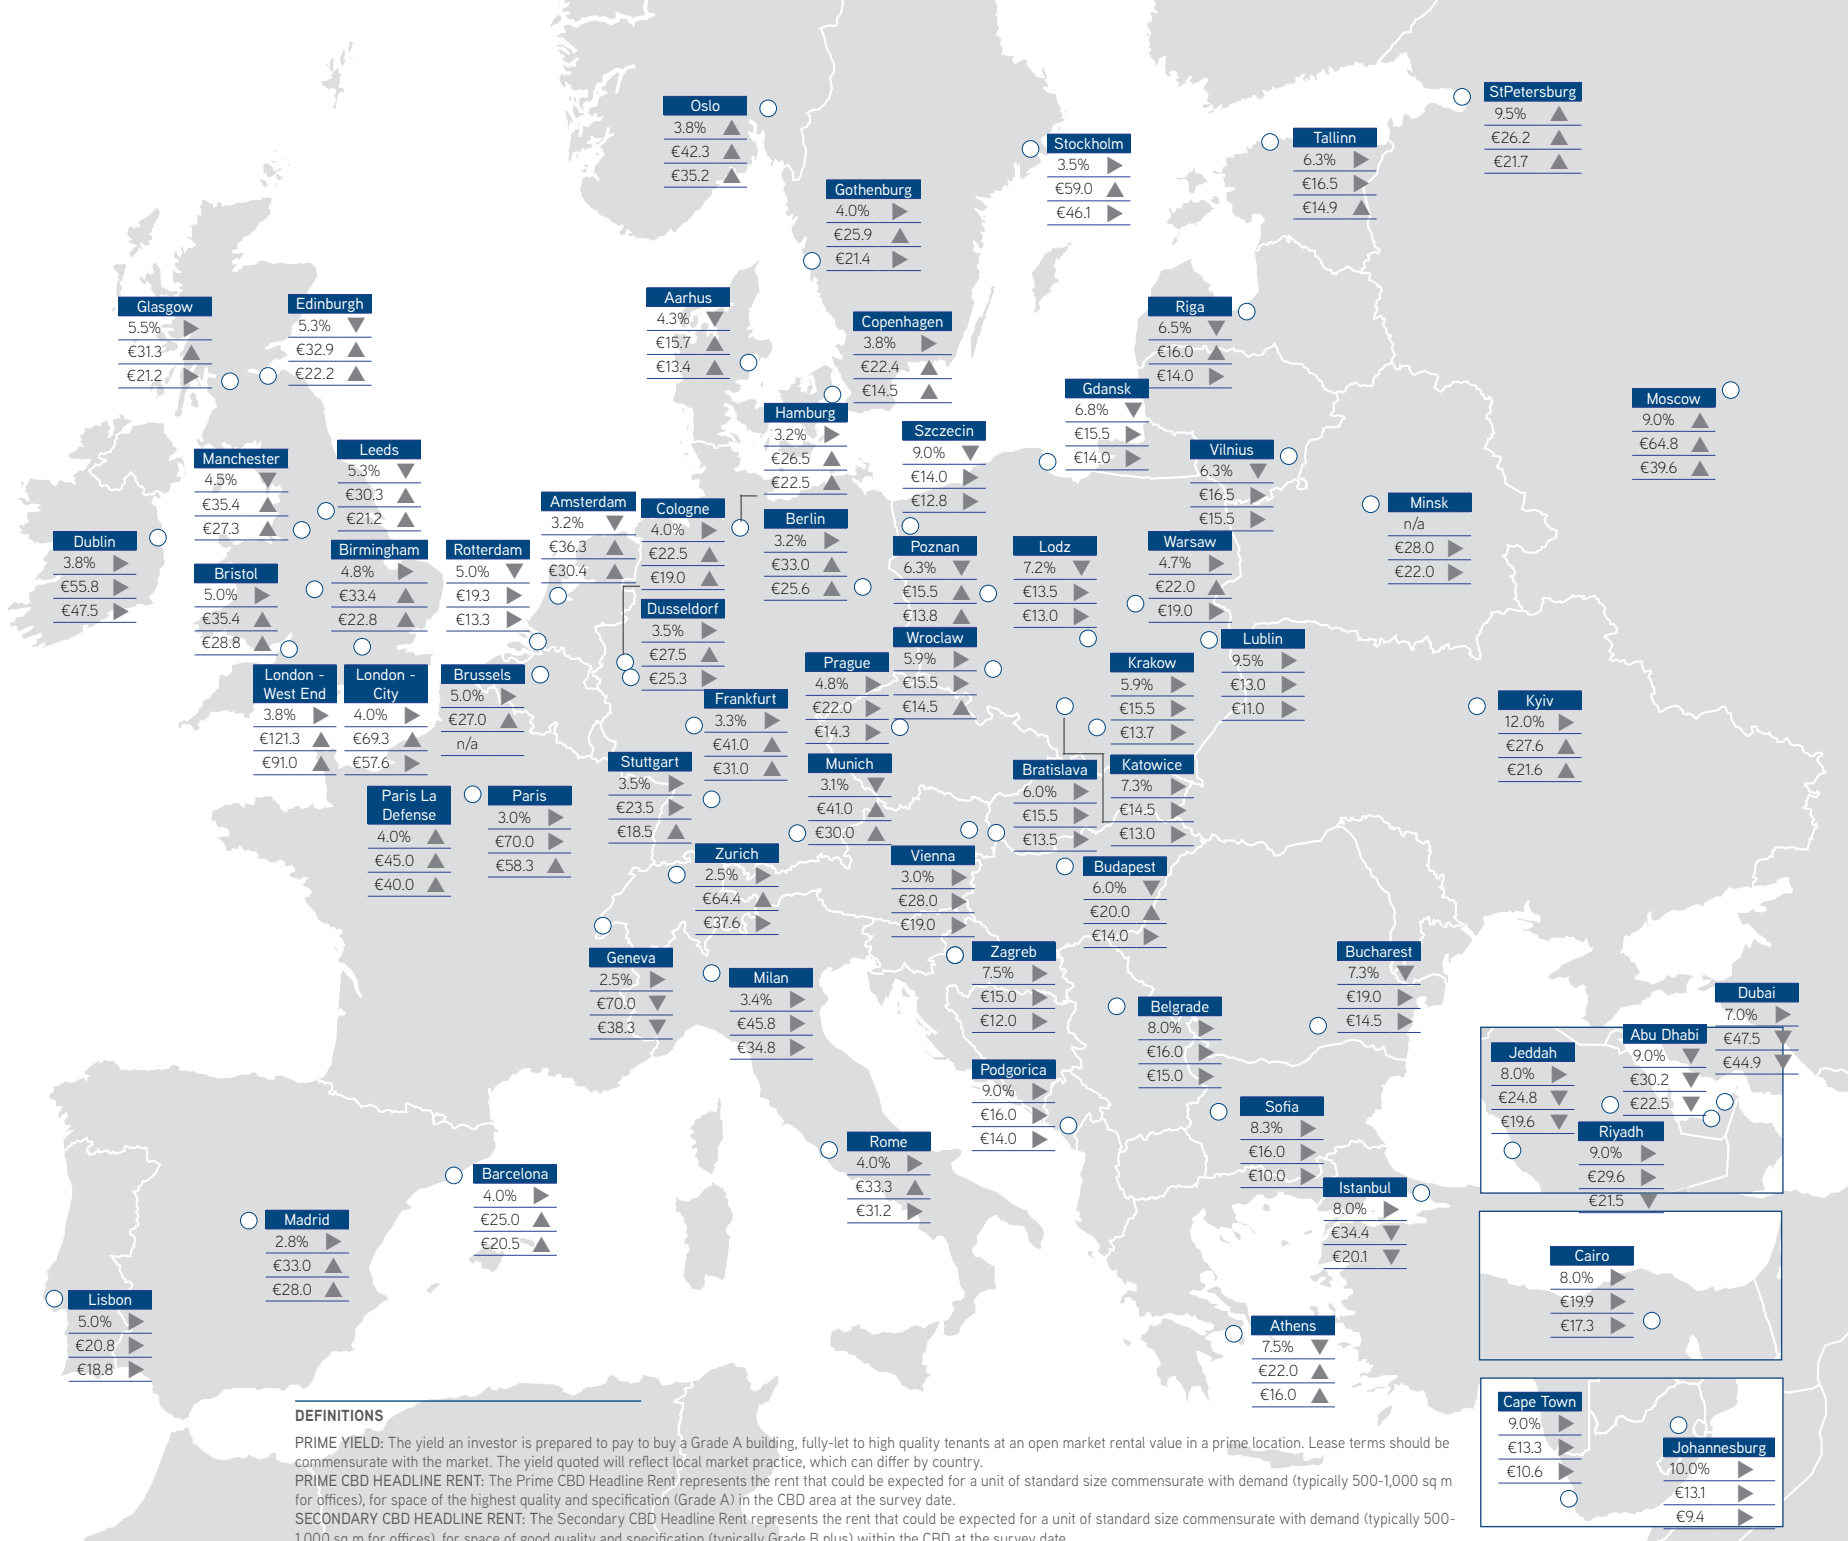 StPetersburg
9.5%
€26.2
€21.7
Oslo
3.8%
€42.3
€35.2
Tallinn
6.3%
€16.5
€14.9
Stockholm
3.5%
€59.0
€46.1
Gothenburg
4.0%
€25.9
€21.4
Glasgow
5.5%
€31.3
€21.2
Edinburgh
5.3%
€32.9
€22.2
Aarhus
4.3%
€15.7
€13.4
Copenhagen
3.8%
€22.4
€14.5
Riga
6.5%
€16.0
€14.0
Gdansk
6.8%
€15.5
€14.0
Moscow
9.0%
€64.8
€39.6
Hamburg
3.2%
€26.5
€22.5
Szczecin
9.0%
€14.0
€12.8
Vilnius
6.3%
€16.5
€15.5
Manchester
4.5%
€35.4
€27.3
Leeds
5.3%
€30.3
€21.2
Amsterdam
3.2%
€36.3
€30.4
Cologne
4.0%
€22.5
€19.0
Berlin
3.2%
€33.0
€25.6
Minsk
n/a
€28.0
€22.0
Dublin
3.8%
€55.8
€47.5
Bristol
5.0%
€35.4
€28.8
Birmingham
4.8%
€33.4
€22.8
Rotterdam
5.0%
€19.3
€13.3
Poznan
6.3%
€15.5
€13.8
Lodz
7.2%
€13.5
€13.0
Warsaw
4.7%
€22.0
€19.0
Dusseldorf
3.5%
€27.5
€25.3
Wroclaw
5.9%
€15.5
€14.5
Lublin
9.5%
€13.0
€11.0
London -
West End
3.8%
€121.3
€91.0
London -
City
4.0%
€69.3
€57.6
Brussels
5.0%
€27.0
n/a
Prague
4.8%
€22.0
€14.3
Krakow
5.9%
€15.5
€13.7
Frankfurt
3.3%
€41.0
€31.0
Kyiv
12.0%
€27.6
€21.6
Stuttgart
3.5%
€23.5
€18.5
Munich
3.1%
€41.0
€30.0
Bratislava
6.0%
€15.5
€13.5
Katowice
7.3%
€14.5
€13.0
Paris La
Defense
4.0%
€45.0
€40.0
Paris
3.0%
€70.0
€58.3
Zurich
2.5%
€64.4
€37.6
Vienna
3.0%
€28.0
€19.0
Budapest
6.0%
€20.0
€14.0
Geneva
2.5%
€70.0
€38.3
Milan
3.4%
€45.8
€34.8
Zagreb
7.5%
€15.0
€12.0
Bucharest
7.3%
€19.0
€14.5
Belgrade
8.0%
€16.0
€15.0
Dubai
7.0%
€47.5
€44.9
Abu Dhabi
9.0%
€30.2
€22.5
Jeddah
8.0%
€24.8
€19.6
Riyadh
9.0%
€29.6
€21.5
Podgorica
9.0%
€16.0
€14.0
Sofia
8.3%
€16.0
€10.0
Rome
4.0%
€33.3
€31.2
Barcelona
4.0%
€25.0
€20.5
Istanbul
8.0%
€34.4
€20.1
Madrid
2.8%
€33.0
€28.0
Cairo
8.0%
€19.9
€17.3
Lisbon
5.0%
€20.8
€18.8
Athens
7.5%
€22.0
€16.0
Cape Town
9.0%
€13.3
€10.6
Johannesburg
10.0%
€13.1
€9.4
DEFINITIONS
PRIME YIELD: The yield an investor is prepared to pay to buy a Grade A building, fully-let to high quality tenants at an open market rental value in a prime location. Lease terms should be
commensurate with the market. The yield quoted will reflect local market practice, which can differ by country.
PRIME CBD HEADLINE RENT: The Prime CBD Headline Rent represents the rent that could be expected for a unit of standard size commensurate with demand (typically 500-1,000 sq m
for offices), for space of the highest quality and specification (Grade A) in the CBD area at the survey date.
SECONDARY CBD HEADLINE RENT: The Secondary CBD Headline Rent represents the rent that could be expected for a unit of standard size commensurate with demand (typically 500-
1,000 sq m for offices), for space of good quality and specification (typically Grade B plus) within the CBD at the survey date.